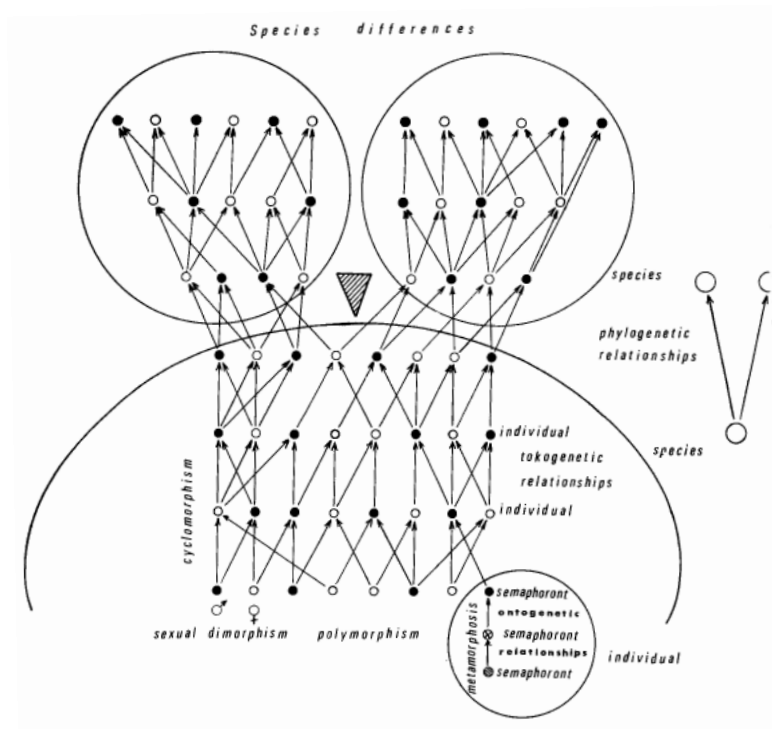 Species differences
species
phylogenetic
relationships
species
individual
tokogenetic
relationships
individual
cyclomorphism
♂ ♀
sexual dimorphism polymorphism
metamorphosis
semaphoront
ontogenetic
semaphoront
relationships
semaphoront
individual